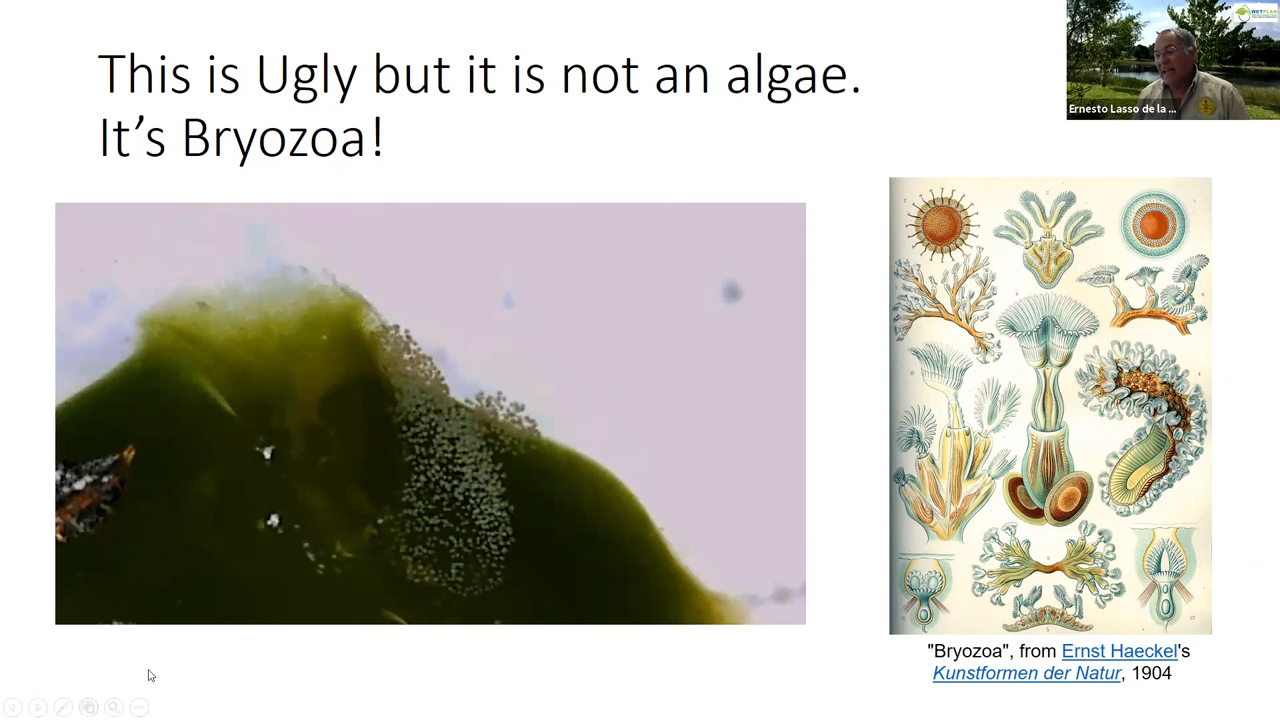 This is Ugly but it is not an algae.
It's Bryozoa!
WETPLAN
Ernesto Lasso de la ...
"Bryozoa", from Ernst Haeckel's
Kunstformen der Natur, 1904